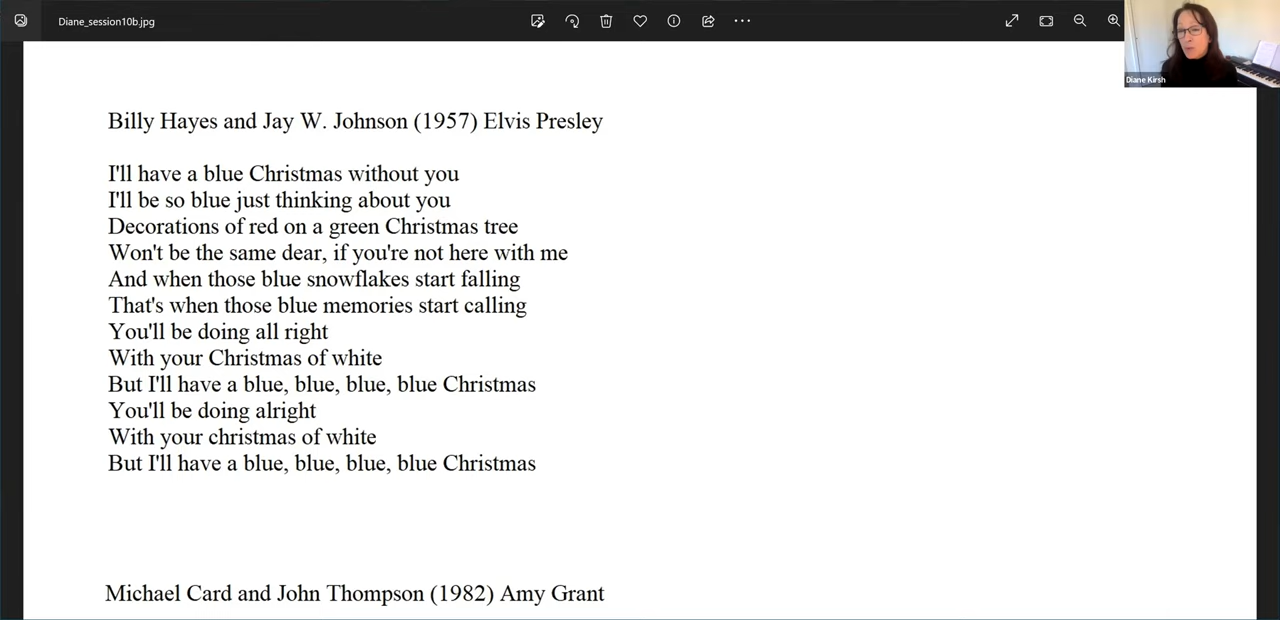 Diane_session10b.jpg
Diane Kirsh
Billy Hayes and Jay W. Johnson (1957) Elvis Presley
I'll have a blue Christmas without you
I'll be so blue just thinking about you
Decorations of red on a green Christmas tree
Won't be the same dear, if you're not here with me
And when those blue snowflakes start falling
That's when those blue memories start calling
You'll be doing all right
With your Christmas of white
But I'll have a blue, blue, blue, blue Christmas
You'll be doing alright
With your christmas of white
But I'll have a blue, blue, blue, blue Christmas
Michael Card and John Thompson (1982) Amy Grant